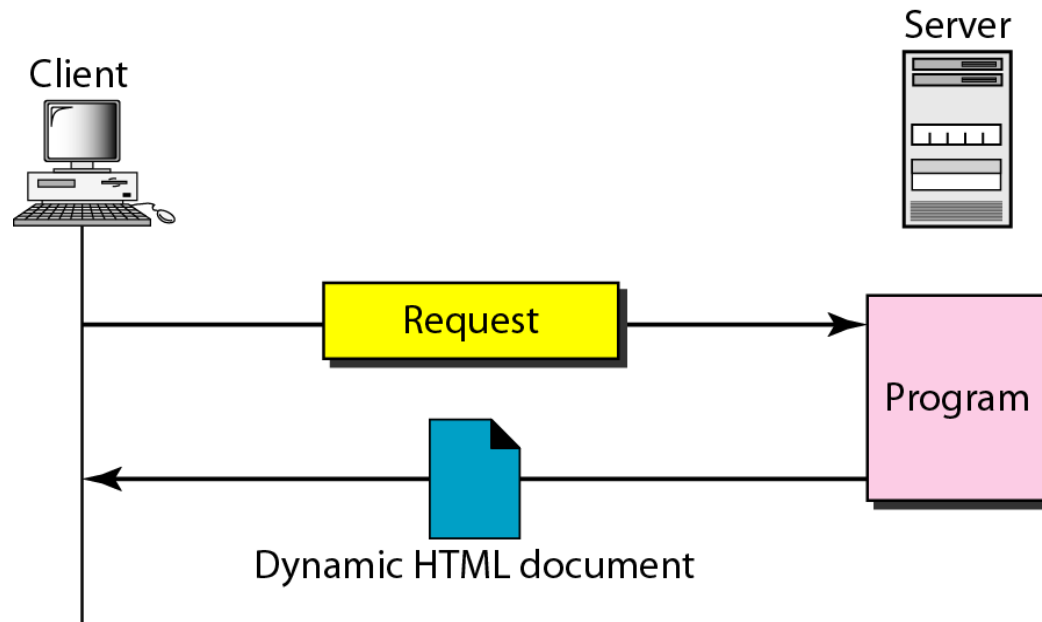 Server
Client
Request
Program
Dynamic HTML document